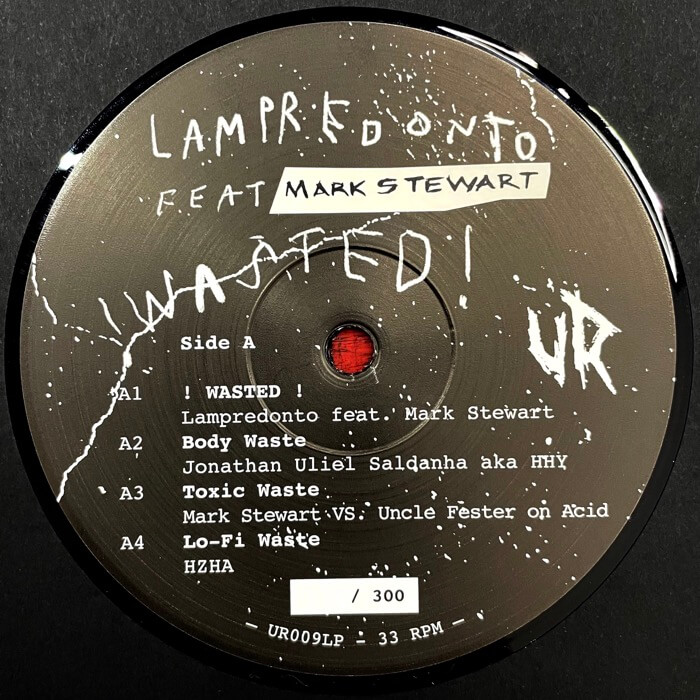 LAMPREDONTO
FEAT MARK STEWART
! WASTED !
UR
Side A
A1 ! WASTED !
Lampredonto feat. Mark Stewart
A2 Body Waste
Jonathan Uliel Saldanha aka HHY
A3 Toxic Waste
Mark Stewart VS. Uncle Fester on Acid
A4 Lo-Fi Waste
HZHA
/ 300
- UR009LP - 33 RPM -